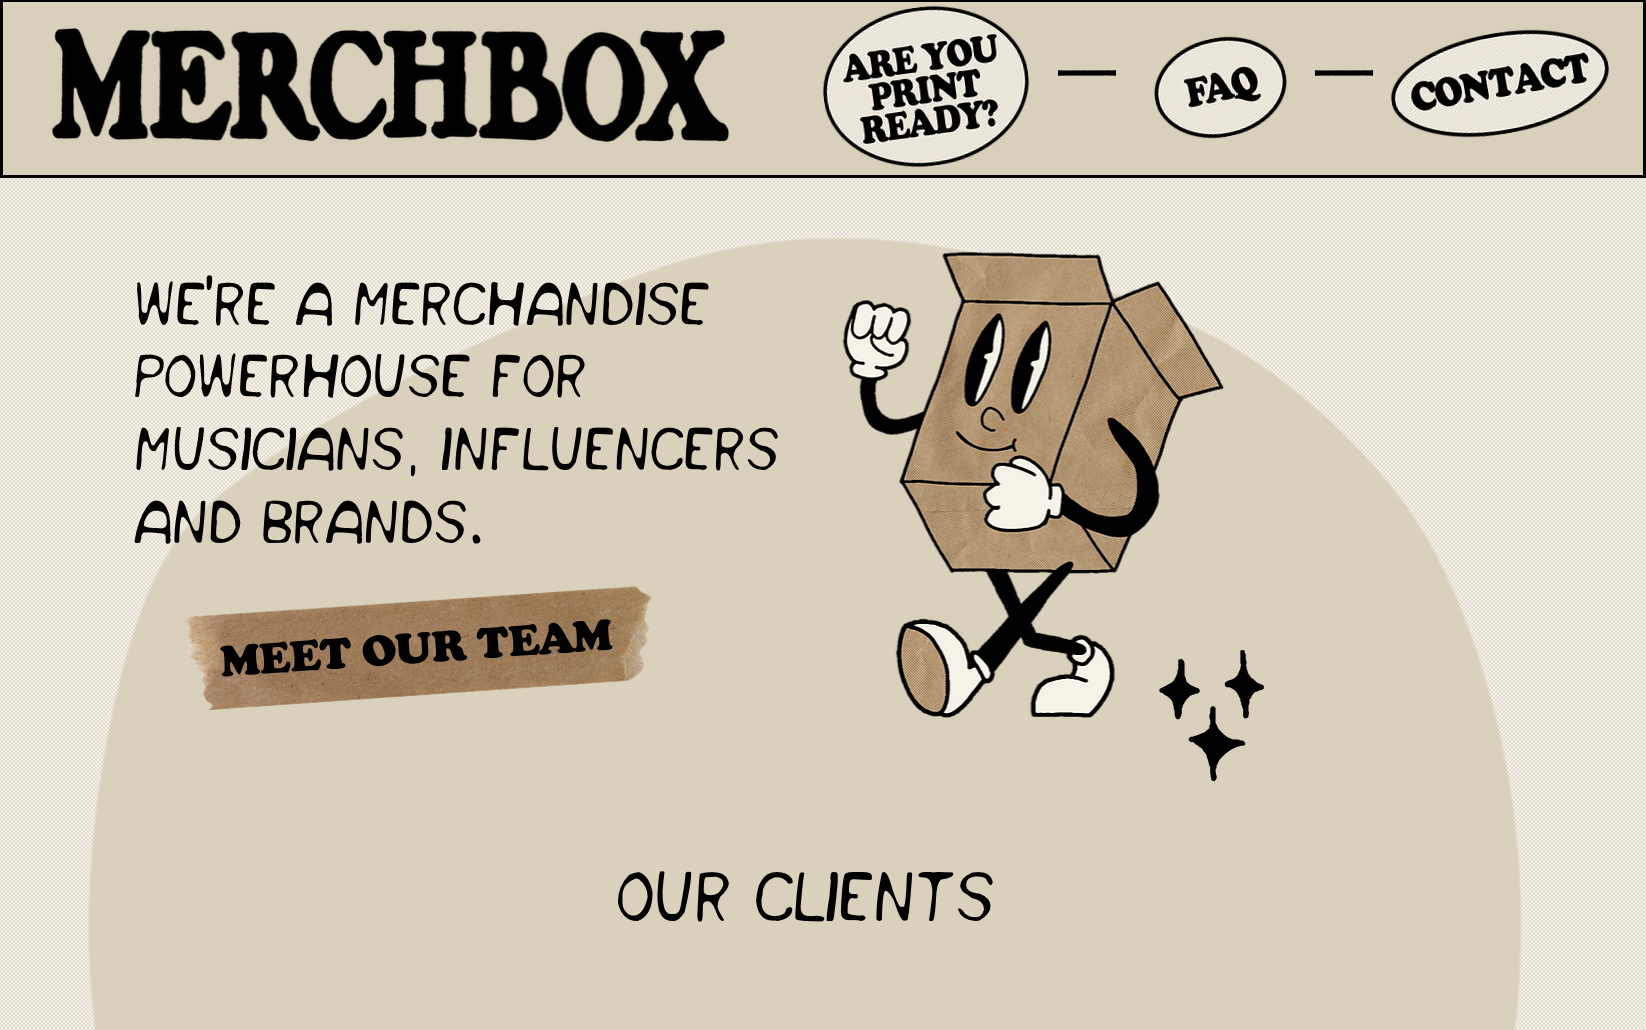 MERCHBOX
ARE YOU
PRINT
READY?
FAQ
CONTACT
WE'RE A MERCHANDISE
POWERHOUSE FOR
MUSICIANS, INFLUENCERS
AND BRANDS.
MEET OUR TEAM
OUR CLIENTS